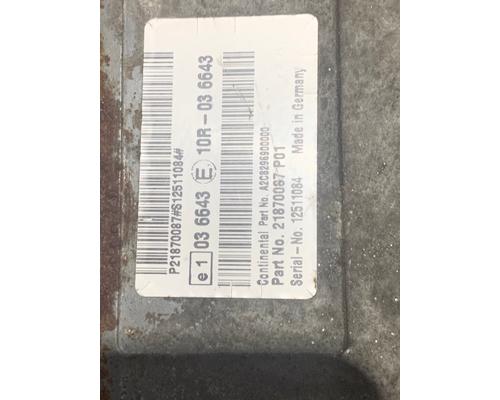 P21870087#S12511084#
e 1 03 6643 E 10R - 03 6643
Continental Part No. A2C8296900000
Part No. 21870087 P01
Serial - No. 12511084 Made in Germany